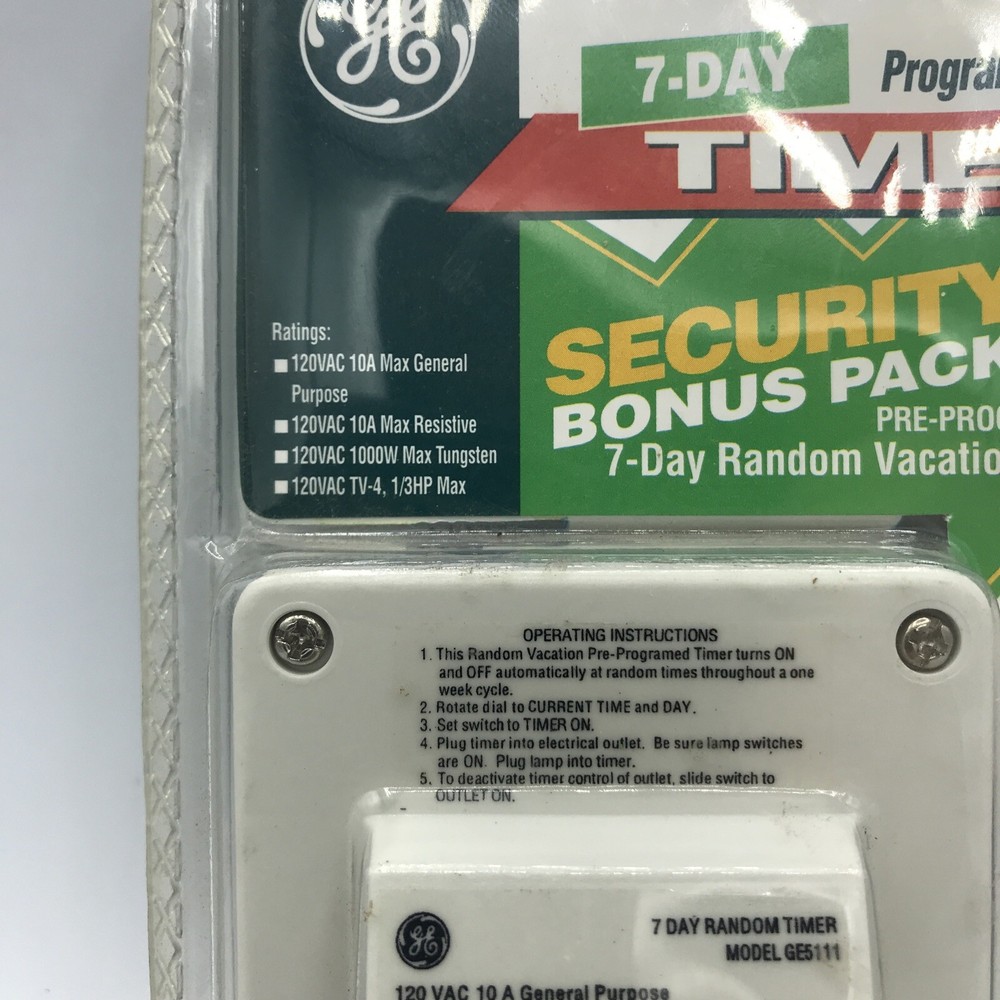 GE
7-DAY
TIME
SECURITY
BONUS PACK
7-Day Random
Ratings:
120VAC 10A Max General
Purpose
120VAC 10A Max Resistive
120VAC 1000W Max Tungsten
120VAC TV-4, 1/3HP Max
OPERATING INSTRUCTIONS
1. This Random Vacation Pre-Programed Timer turns ON
and OFF automatically at random times throughout a one
week cycle.
2. Rotate dial to CURRENT TIME and DAY.
3. Set switch to TIMER ON.
4. Plug timer into electrical outlet. Be sure lamp switches
are ON. Plug lamp into timer.
5. To deactivate timer control of outlet, slide switch to
OUTLET ON.
GE
7 DAY RANDOM TIMER
MODEL GE5111
120 VAC 10 A General Purpose